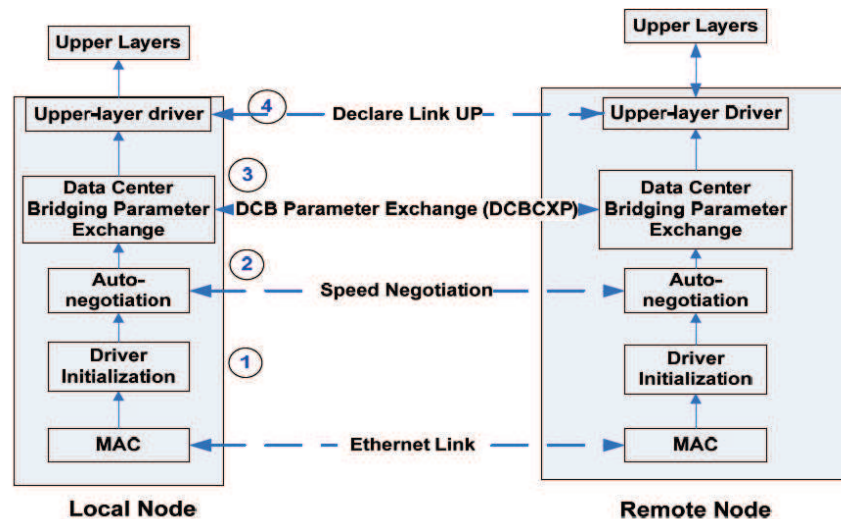 Upper Layers
Upper Layers
Upper-layer driver
4
Declare Link UP
Upper-layer Driver
3
Data Center
Bridging Parameter
Exchange
DCB Parameter Exchange (DCBCXP)
Data Center
Bridging Parameter
Exchange
2
Auto-
negotiation
Speed Negotiation
Auto-
negotiation
1
Driver
Initialization
Driver
Initialization
MAC
Ethernet Link
MAC
Local Node
Remote Node